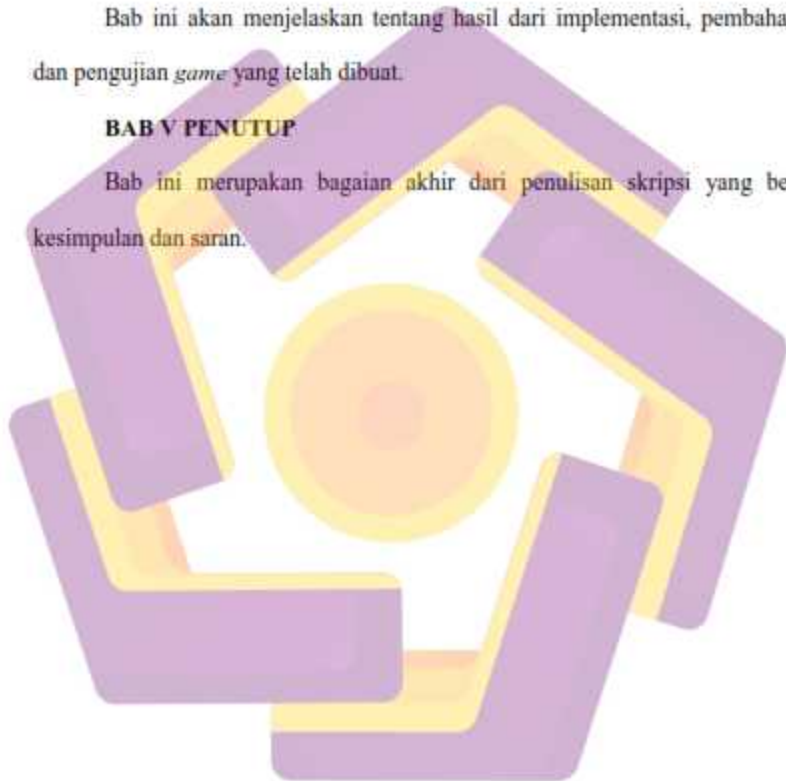 Bab ini akan menjelaskan tentang hasil dari implementasi, pembaha
dan pengujian game yang telah dibuat.
BAB V PENUTUP
Bab ini merupakan bagaian akhir dari penulisan skripsi yang be
kesimpulan dan saran.